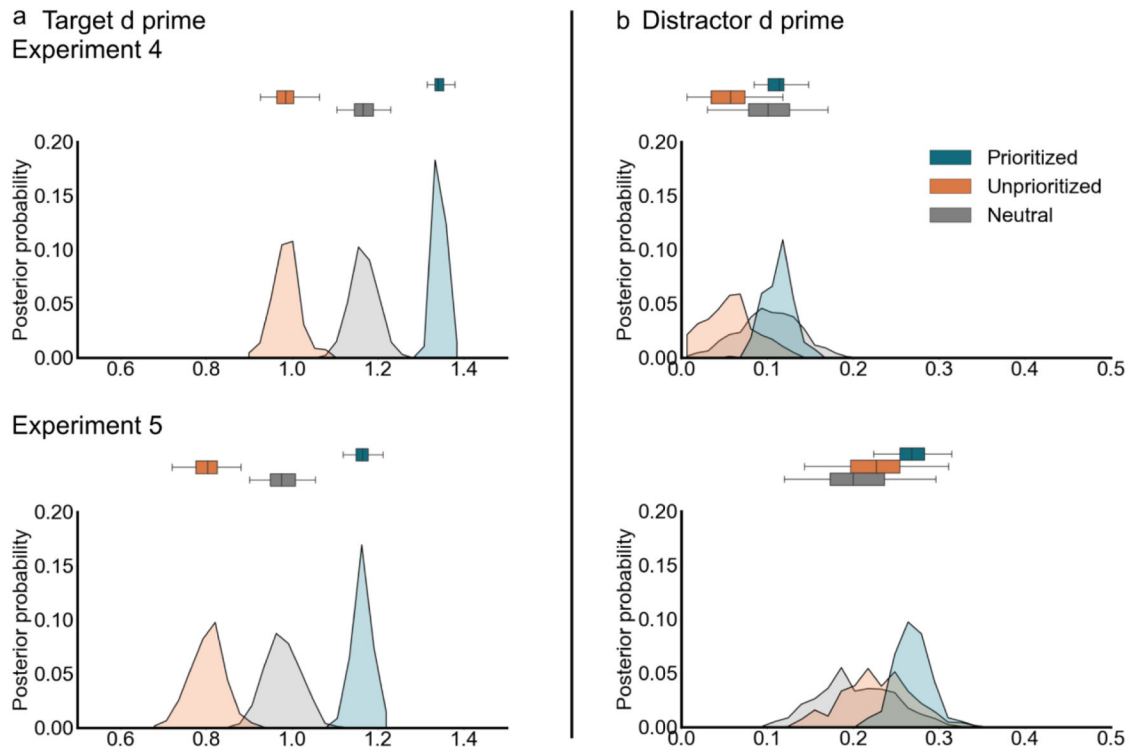 a Target d prime
Experiment 4
Posterior probability
0.20
0.15
0.10
0.05
0.00
0.6 0.8 1.0 1.2 1.4
Experiment 5
Posterior probability
0.20
0.15
0.10
0.05
0.00
0.6 0.8 1.0 1.2 1.4
b Distractor d prime
Prioritized
Unprioritized
Neutral
Posterior probability
0.20
0.15
0.10
0.05
0.00
0.0 0.1 0.2 0.3 0.4 0.5
Posterior probability
0.20
0.15
0.10
0.05
0.00
0.0 0.1 0.2 0.3 0.4 0.5